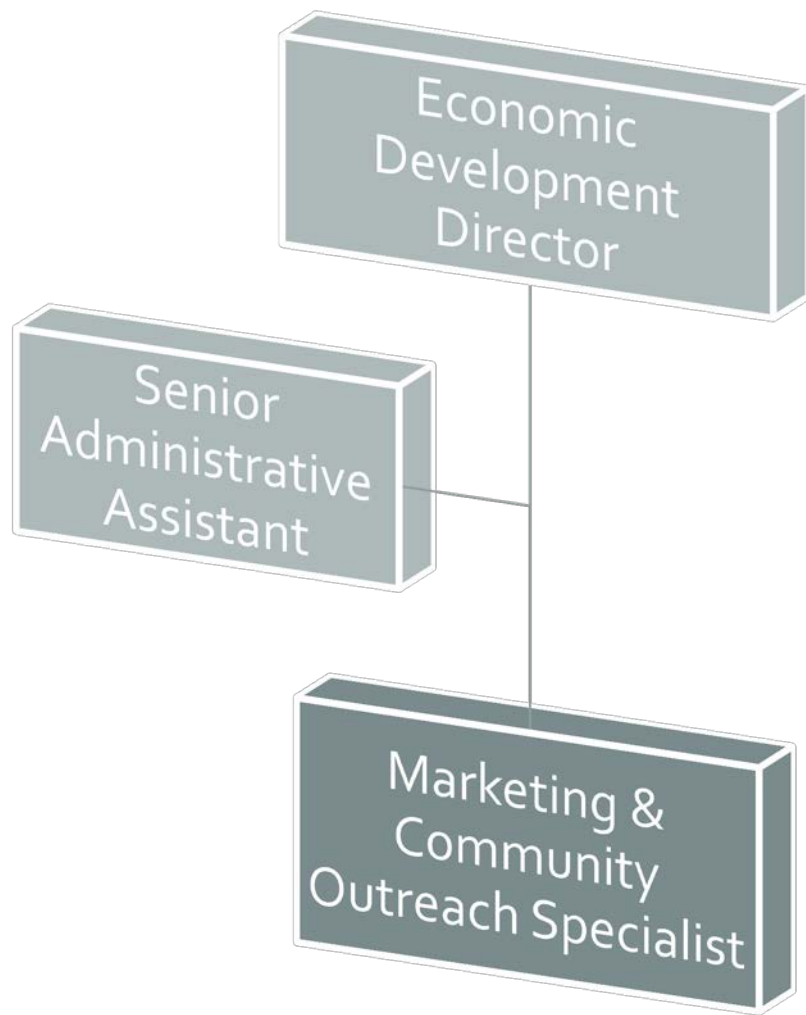 Economic
Development
Director
Senior
Administrative
Assistant
Marketing &
Community
Outreach Specialist